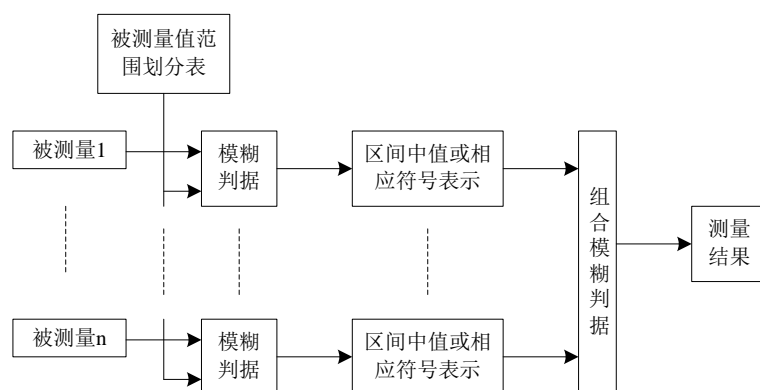 被测量值范
围划分表
被测量1
模糊
判据
区间中值或相
应符号表示
组
合
模
糊
判
据
测量
结果
被测量n
模糊
判据
区间中值或相
应符号表示